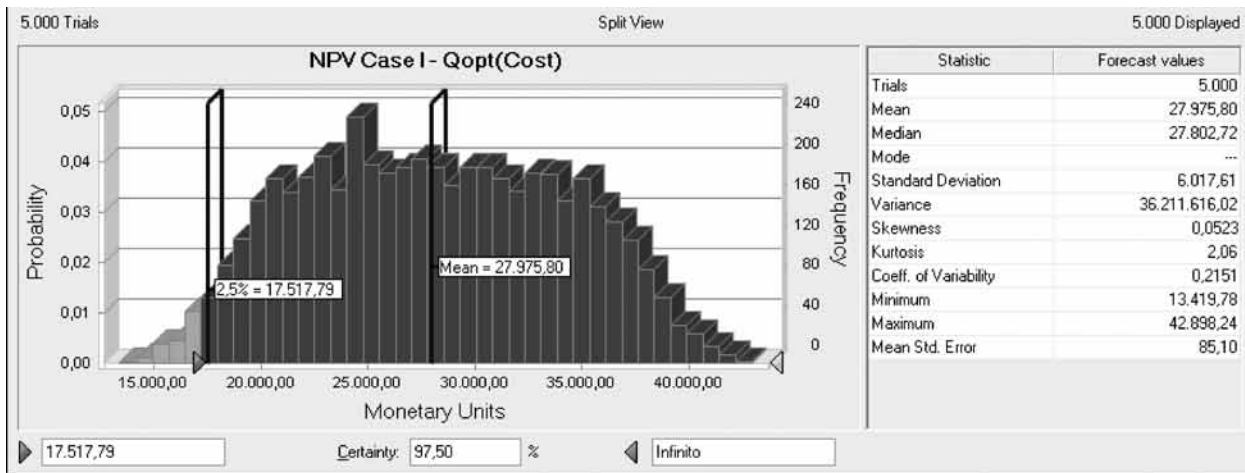 5.000 Trials
Split View
5.000 Displayed
NPV Case I - Qopt(Cost)
0,05
0,04
0,03
0,02
0,01
0,00
Probability
240
200
160
120
80
40
0
Frequency
2,5% = 17.517,79
Mean = 27.975,80
15.000,00 20.000,00 25.000,00 30.000,00 35.000,00 40.000,00
Monetary Units
Statistic Forecast values
Trials 5.000
Mean 27.975,80
Median 27.802,72
Mode ---
Standard Deviation 6.017,61
Variance 36.211.616,02
Skewness 0,0523
Kurtosis 2,06
Coeff. of Variability 0,2151
Minimum 13.419,78
Maximum 42.898,24
Mean Std. Error 85,10
17.517,79 Certainty: 97,50 % Infinito